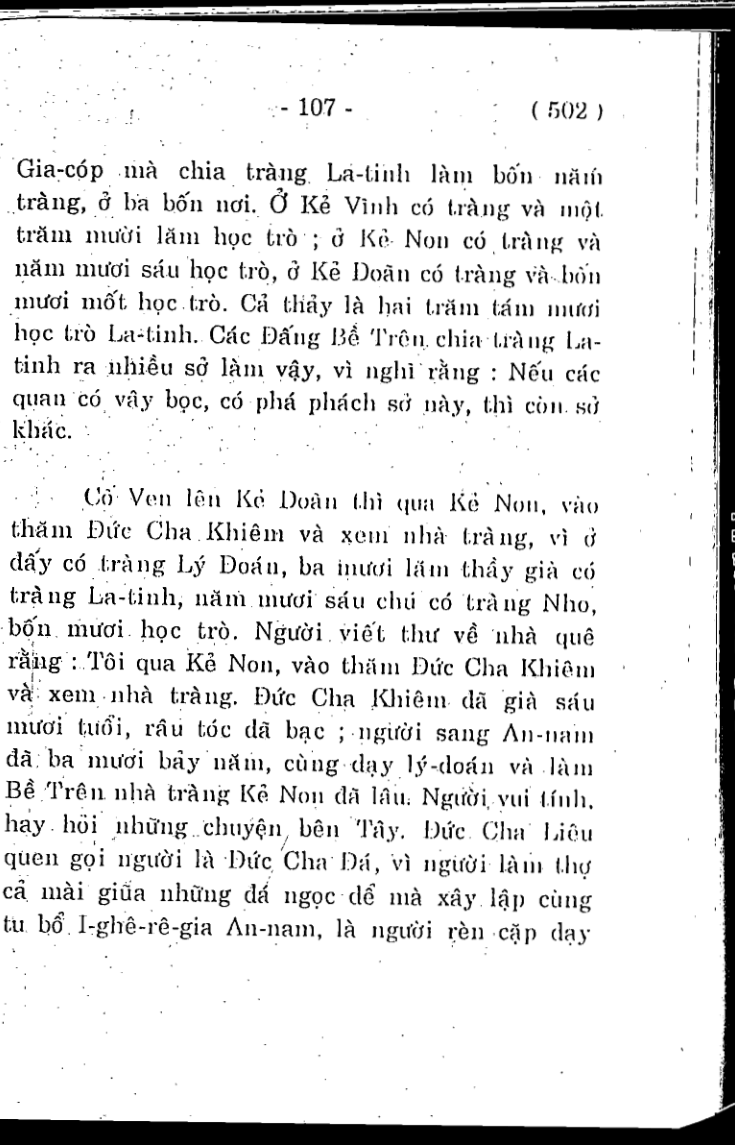 - 107 - ( 502 )
Gia-cóp mà chia tràng La-tinh làm bốn năm
tràng, ở ba bốn nơi. Ở Kẻ Vĩnh có tràng và một
trăm mười lăm học trò ; ở Kẻ Non có tràng và
năm mươi sáu học trò, ở Kẻ Đoãn có tràng và bốn
mươi mốt học trò. Cả thảy là hai trăm tám mươi
học trò La-tinh. Các Đấng Bề Trên chia tràng La-
tinh ra nhiều sở làm vậy, vì nghĩ rằng : Nếu các
quan có vây bọc, có phá phách sở này, thì còn sở
khác.
Cố Ven lên Kẻ Đoàn thì qua Kẻ Non, vào
thăm Đức Cha Khiêm và xem nhà tràng, vì ở
đấy có tràng Lý Đoán, ba mươi lăm thầy già có
tràng La-tinh, năm mươi sáu chú có tràng Nho,
bốn mươi học trò. Người viết thư về nhà quê
rằng : Tôi qua Kẻ Non, vào thăm Đức Cha Khiêm
và xem nhà tràng. Đức Cha Khiêm đã già sáu
mươi tuổi, râu tóc đã bạc ; người sang An-nam
đã ba mươi bảy năm, cùng dạy lý-đoán và làm
Bề Trên nhà tràng Kẻ Non đã lâu. Người vui tính,
hay hỏi những chuyện bên Tây. Đức Cha Liêu
quen gọi người là Đức Cha Đá, vì người làm thợ
cả mài giũa những đá ngọc để mà xây lập cùng
tu bổ I-ghê-rê-gia An-nam, là người rèn cặp dạy